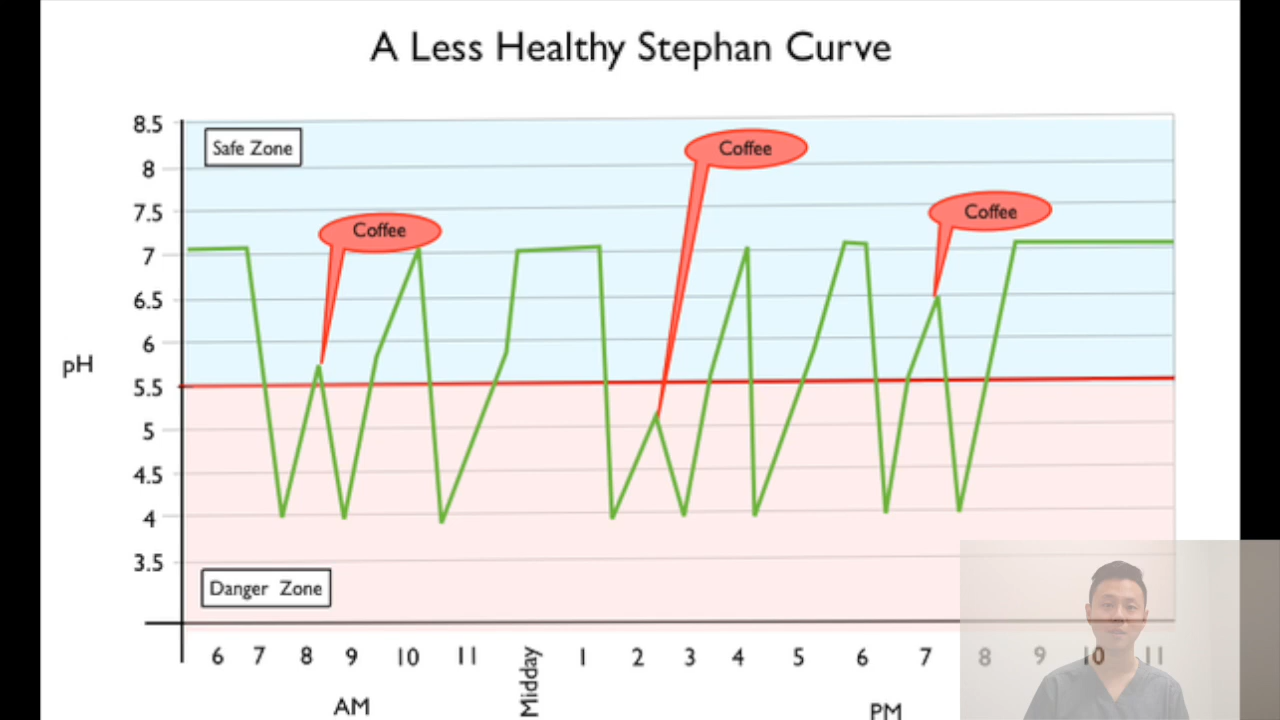 A Less Healthy Stephan Curve
8.5
Safe Zone
Coffee
8
7.5
Coffee
Coffee
7
6.5
6
pH
5.5
5
4.5
4
3.5
Danger Zone
6 7 8 9 10 11 Midday 1 2 3 4 5 6 7 8 9 10 11
AM PM